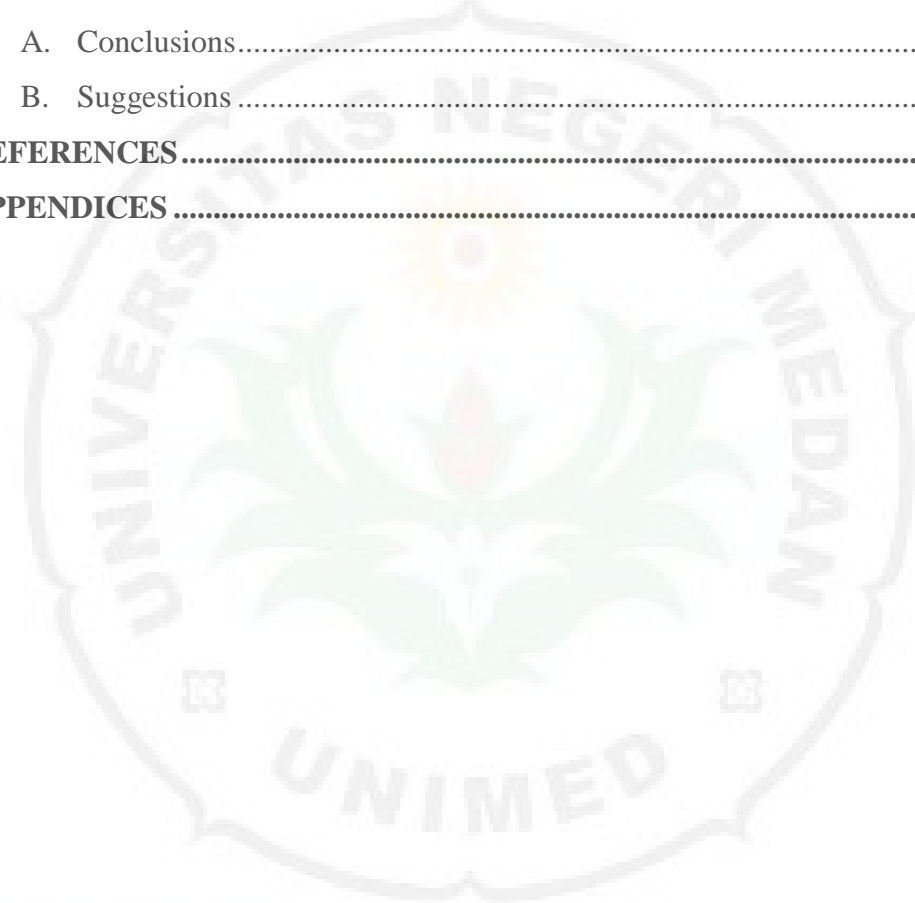 A. Conclusions..........................................................................................
B. Suggestions..........................................................................................
EFERENCES..........................................................................................
PPENDICES..........................................................................................
UNIVERSITAS NEGERI MEDAN
UNIMED